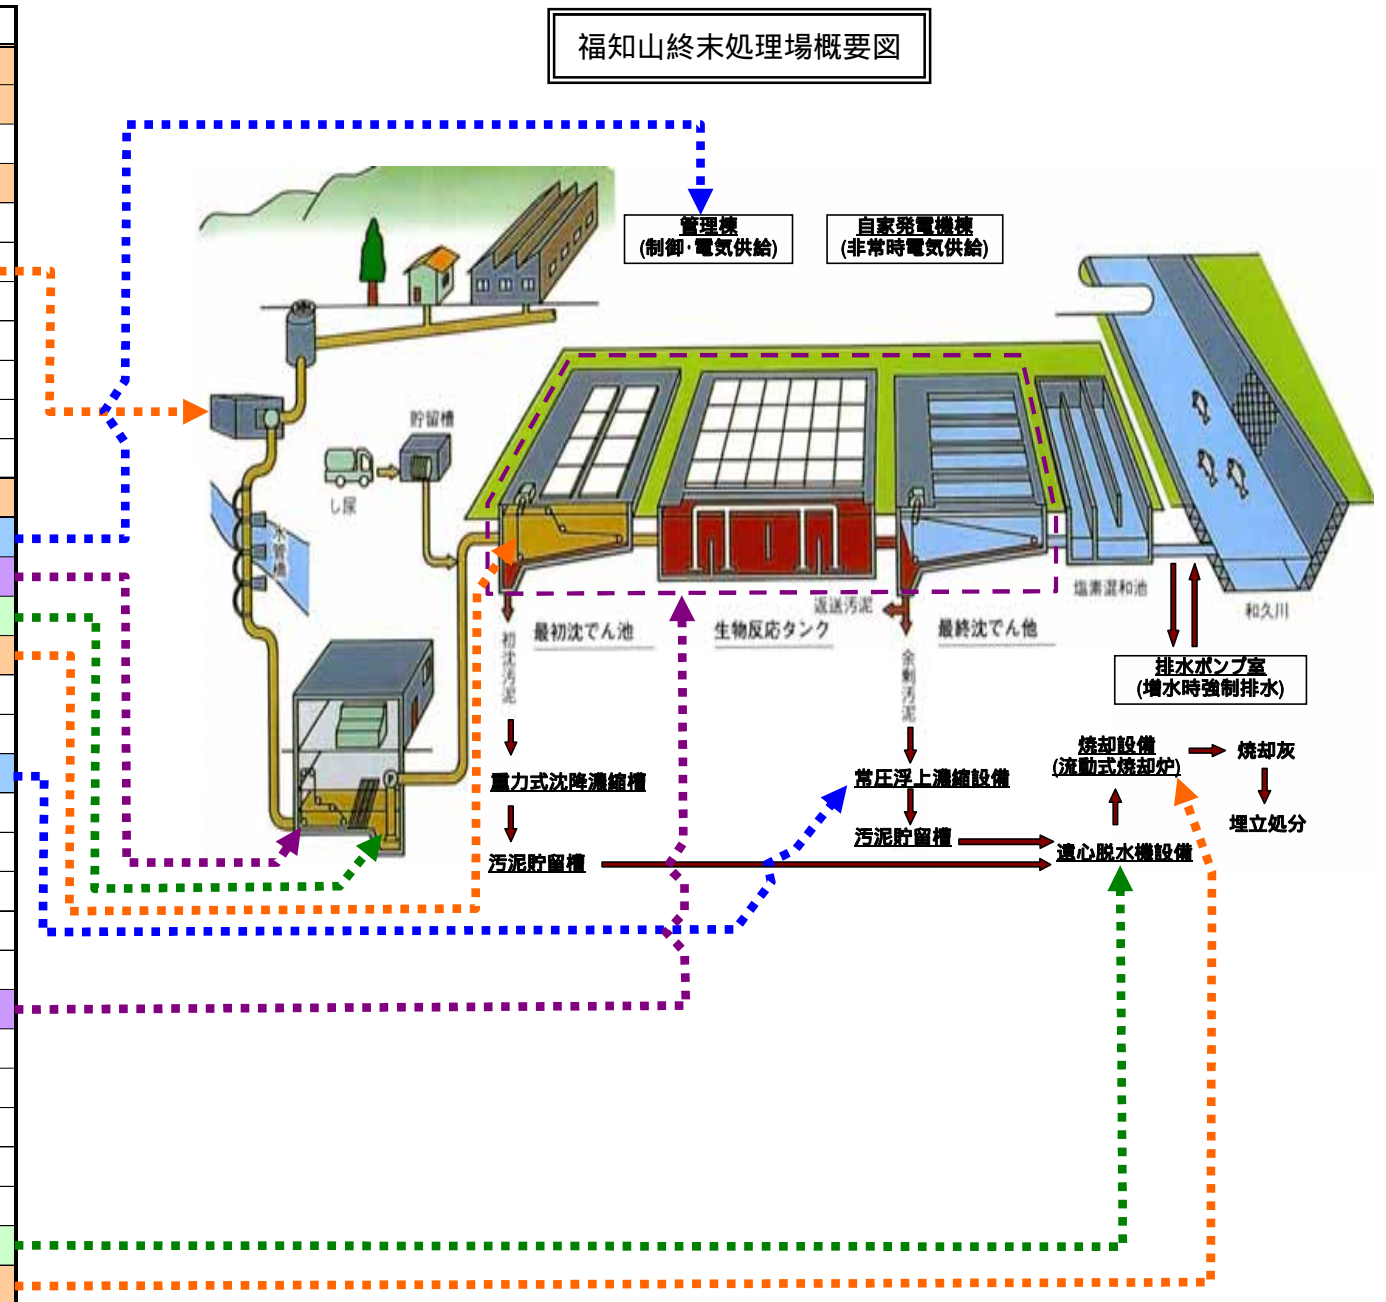 福知山終末処理場概要図
管理棟
(制御・電気供給)
自家発電機棟
(非常時電気供給)
貯留槽
し尿
水管橋
塩素混和池
和久川
返送汚泥
初沈汚泥
最初沈でん池
生物反応タンク
最終沈でん他
余剰汚泥
排水ポンプ室
(増水時強制排水)
重力式沈降濃縮槽
常圧浮上濃縮設備
焼却設備
(流動式焼却炉)
焼却灰
埋立処分
汚泥貯留槽
汚泥貯留槽
遠心脱水機設備
P